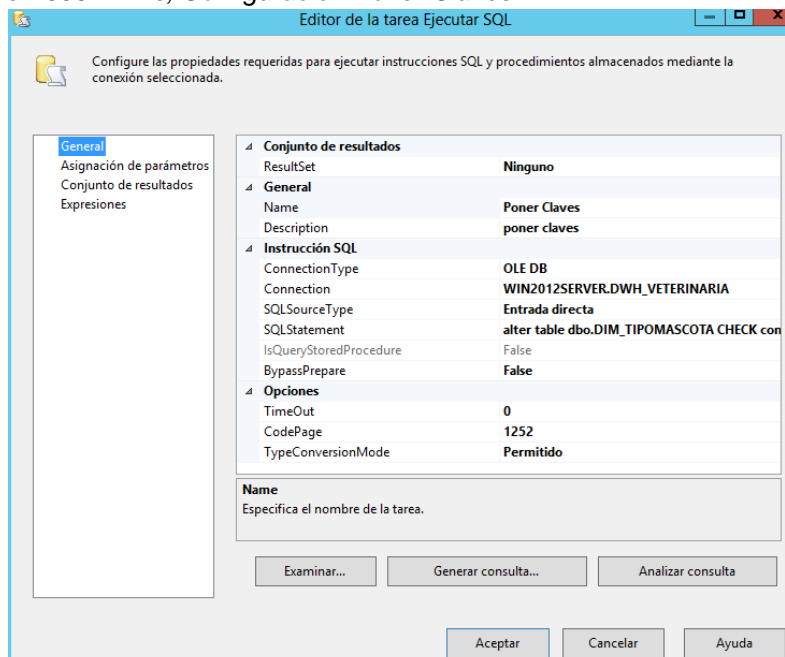 Editor de la tarea Ejecutar SQL
Configure las propiedades requeridas para ejecutar instrucciones SQL y procedimientos almacenados mediante la
conexión seleccionada.
General
Asignación de parámetros
Conjunto de resultados
Expresiones
Conjunto de resultados
ResultSet Ninguno
General
Name Poner Claves
Description poner claves
Instrucción SQL
ConnectionType OLE DB
Connection WIN2012SERVER.DWH_VETERINARIA
SQLSourceType Entrada directa
SQLStatement alter table dbo.DIM_TIPOMASCOTA CHECK con
IsQueryStoredProcedure False
BypassPrepare False
Opciones
TimeOut 0
CodePage 1252
TypeConversionMode Permitido
Name
Especifica el nombre de la tarea.
Examinar... Generar consulta... Analizar consulta
Aceptar Cancelar Ayuda